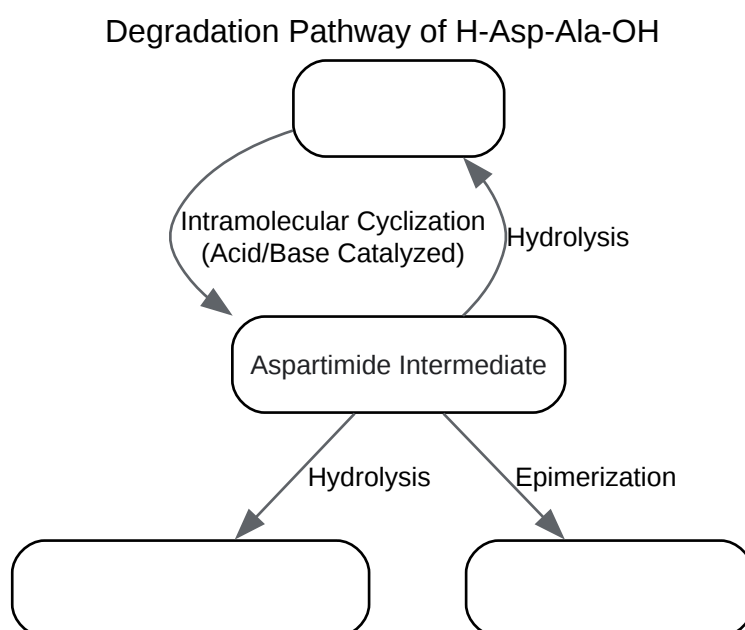 Degradation Pathway of H-Asp-Ala-OH
Intramolecular Cyclization
(Acid/Base Catalyzed)
Hydrolysis
Aspartimide Intermediate
Hydrolysis
Epimerization